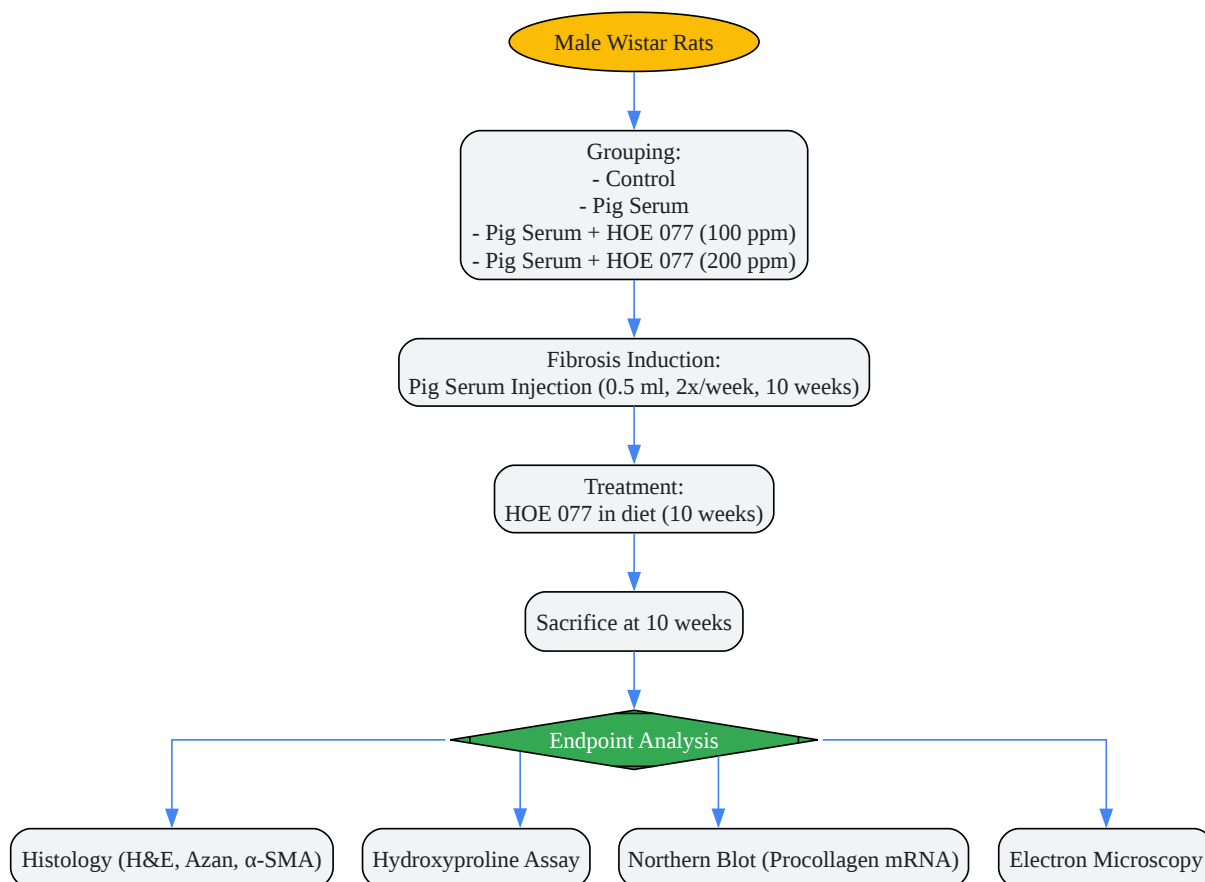 Male Wistar Rats
Grouping:
- Control
- Pig Serum
- Pig Serum + HOE 077 (100 ppm)
- Pig Serum + HOE 077 (200 ppm)
Fibrosis Induction:
Pig Serum Injection (0.5 ml, 2x/week, 10 weeks)
Treatment:
HOE 077 in diet (10 weeks)
Sacrifice at 10 weeks
Endpoint Analysis
Histology (H&E, Azan, α-SMA)
Hydroxyproline Assay
Northern Blot (Procollagen mRNA)
Electron Microscopy